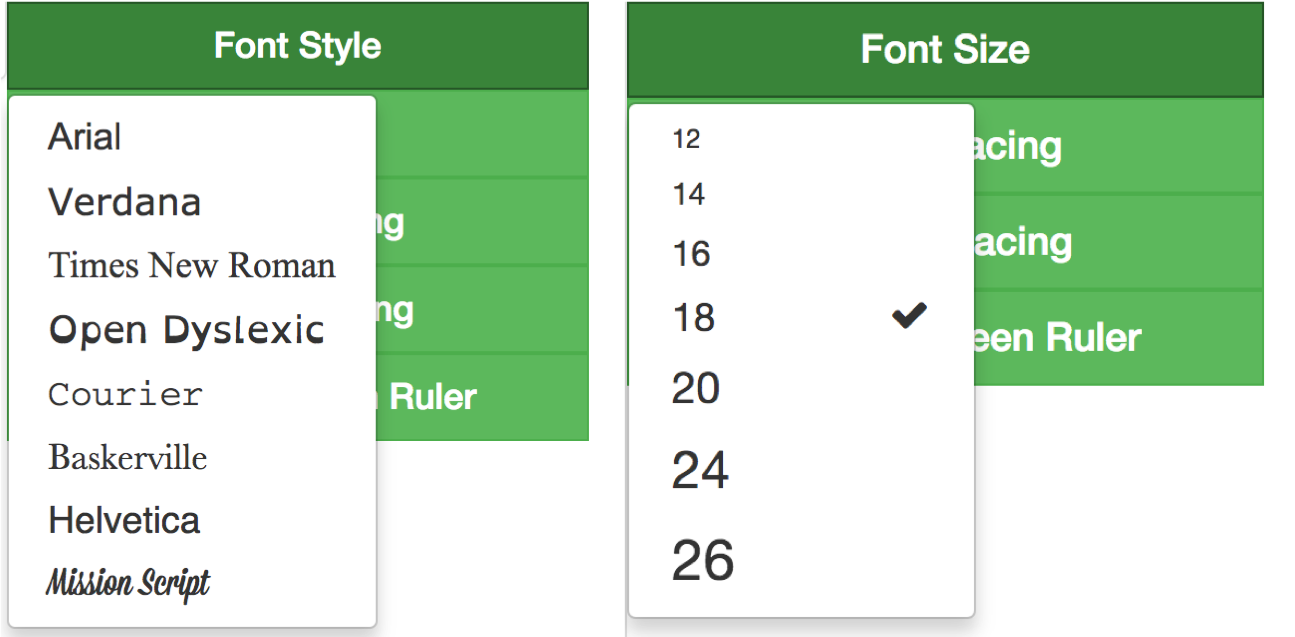 Font Style
Arial
Verdana
Times New Roman
Open Dyslexic
Courier
Baskerville
Helvetica
Mission Script
ng
ng
Ruler
Font Size
12
14
16
18
20
24
26
acing
acing
een Ruler